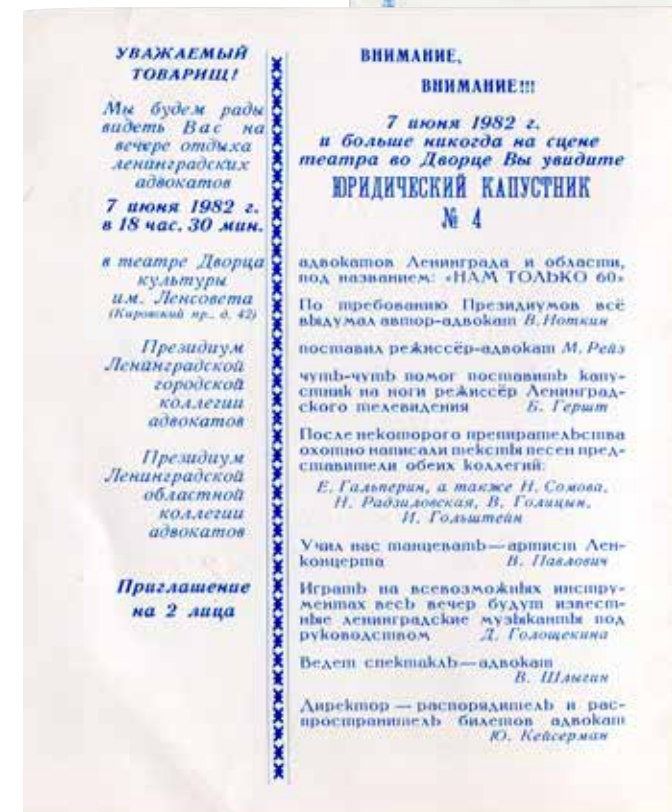 УВАЖАЕМЫЙ
ТОВАРИЩ!
Мы будем рады
видеть Вас на
вечере отдыха
ленинградских
адвокатов
7 июня 1982 г.
в 18 час. 30 мин.
в театре Дворца
культуры
им. Ленсовета
(Кировский пр., д. 42)
Президиум
Ленинградской
городской
коллегии
адвокатов
Президиум
Ленинградской
областной
коллегии
адвокатов
Приглашение
на 2 лица
ВНИМАНИЕ,
ВНИМАНИЕ!!!
7 июня 1982 г.
и больше никогда на сцене
театра во Дворце Вы увидите
ЮРИДИЧЕСКИЙ КАПУСТНИК
№ 4
адвокатов Ленинграда и области,
под названием: «НАМ ТОЛЬКО 60»
По требованию Президиумов всё
выдумал автор-адвокат В. Ноткин
поставил режиссёр-адвокат М. Рейз
чуть-чуть помог поставить капу-
стник на ноги режиссёр Ленинград-
ского телевидения Б. Гершт
После некоторого препирательства
охотно написали тексты песен пред-
ставители обеих коллегий:
Е. Гальперин, а также Н. Сомова,
Н. Радзиловская, В. Голицын,
И. Гольштейн
Учил нас танцевать—артист Лен-
концерта В. Павлович
Играть на всевозможных инстру-
ментах весь вечер будут извест-
ные ленинградские музыканты под
руководством Д. Голощекина
Ведет спектакль—адвокат
В. Шлыгин
Директор — распорядитель и рас-
пространитель билетов адвокат
Ю. Кейсерман